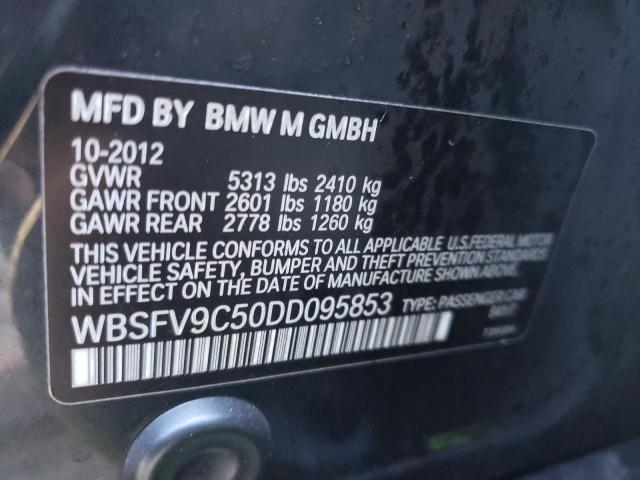 MFD BY BMW M GMBH
10-2012
GVWR 5313 lbs 2410 kg
GAWR FRONT 2601 lbs 1180 kg
GAWR REAR 2778 lbs 1260 kg
THIS VEHICLE CONFORMS TO ALL APPLICABLE U.S.FEDERAL MOTOR
VEHICLE SAFETY, BUMPER AND THEFT PREVENTION STANDARDS
IN EFFECT ON THE DATE OF MANUFACTURE SHOWN ABOVE.
WBSFV9C50DD095853 TYPE: PASSENGER CAR